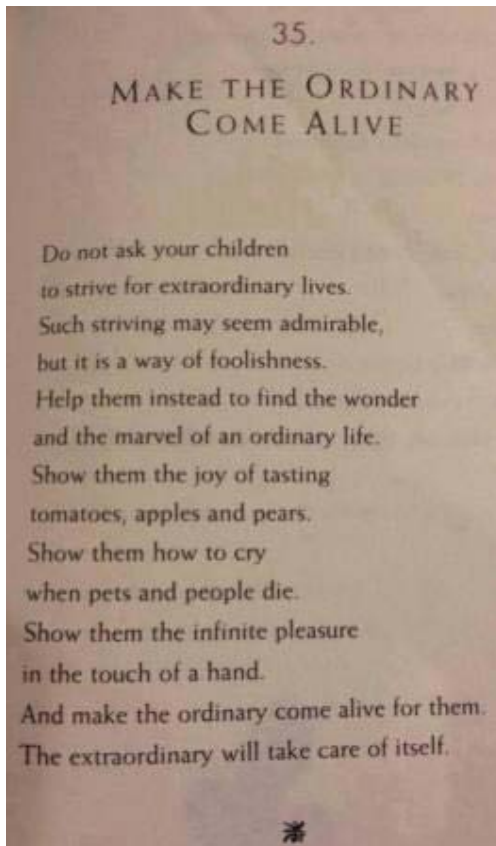 35.
MAKE THE ORDINARY
COME ALIVE
Do not ask your children
to strive for extraordinary lives.
Such striving may seem admirable,
but it is a way of foolishness.
Help them instead to find the wonder
and the marvel of an ordinary life.
Show them the joy of tasting
tomatoes, apples and pears.
Show them how to cry
when pets and people die.
Show them the infinite pleasure
in the touch of a hand.
And make the ordinary come alive for them.
The extraordinary will take care of itself.